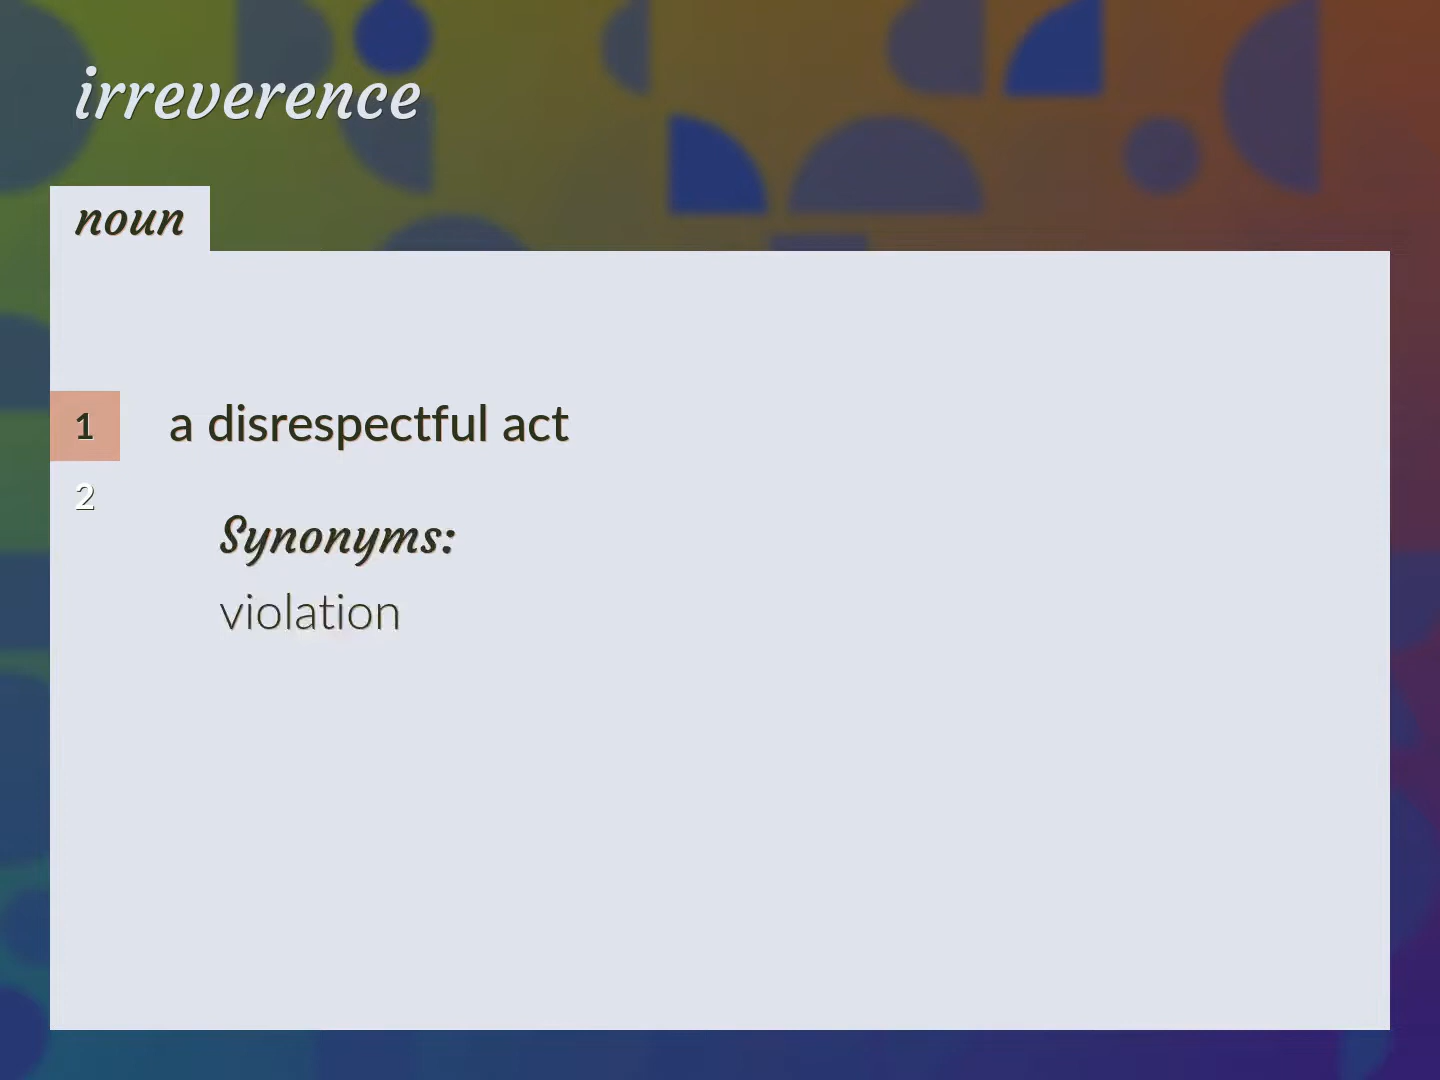 irreverence
noun
1 a disrespectful act
2
Synonyms:
violation